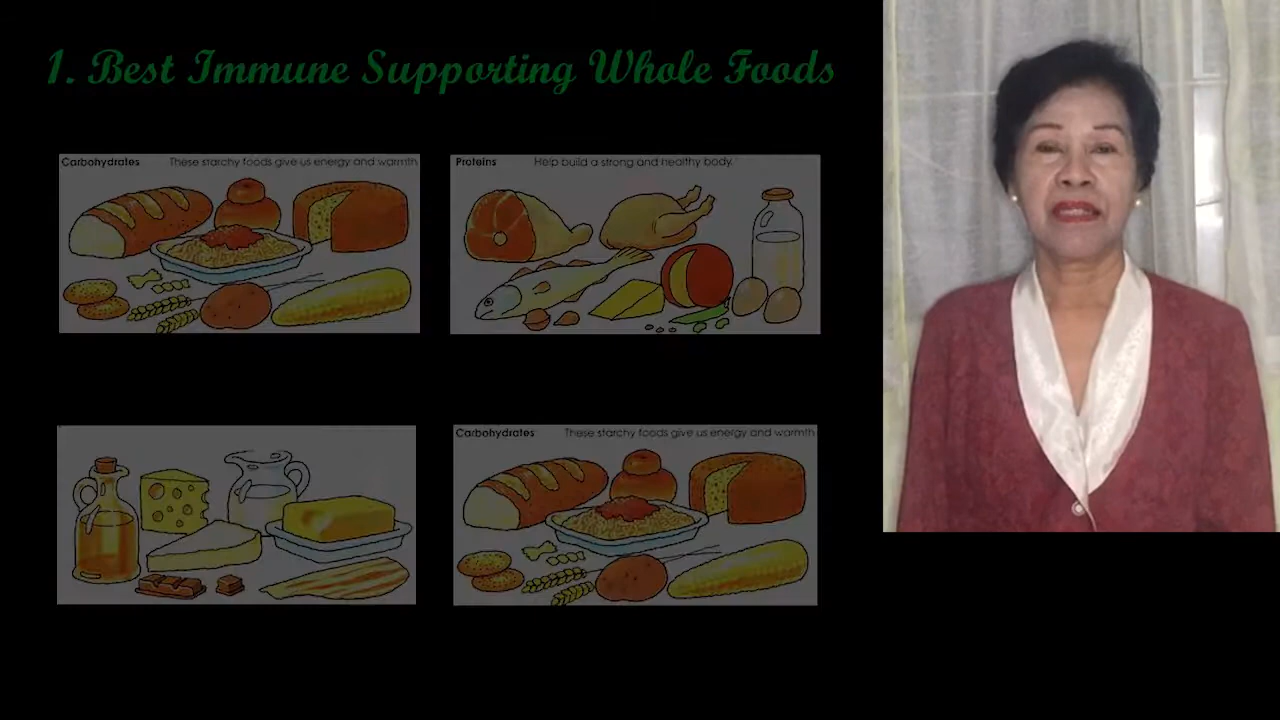 1. Best Immune Supporting Whole Foods
Carbohydrates These starchy foods give us energy and warmth
Proteins Help build a strong and healthy body.
Carbohydrates These starchy foods give us energy and warmth